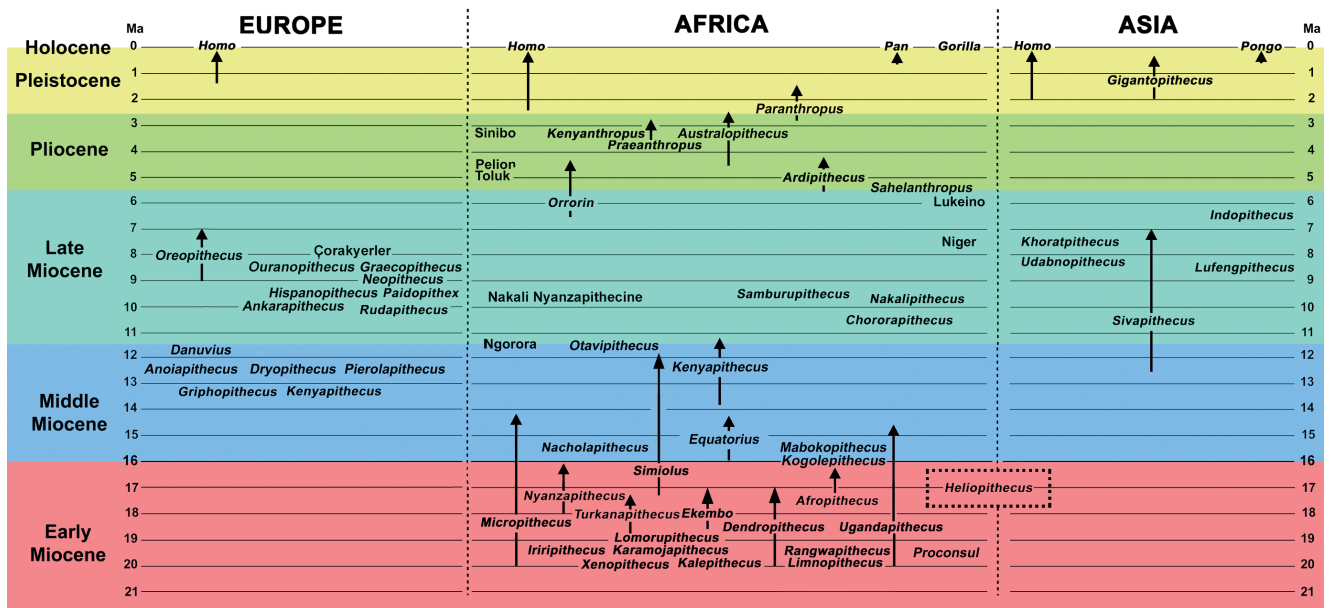 EUROPE AFRICA ASIA
Ma Ma
Holocene 0 Homo Homo Pan Gorilla Homo Pongo 0
Pleistocene 1 Gigantopithecus 1
2 Paranthropus 2
3 Sinibo Kenyanthropus Australopithecus 3
Pliocene Praeanthropus
4 4
Pelion
5 Toluk Ardipithecus 5
Sahelanthropus
6 Orrorin Lukeino 6
Indopithecus
7 7
Late Miocene
Çorakyerler Niger Khoratpithecus
8 Oreopithecus 8
Ouranopithecus Graecopithecus Udabnopithecus Lufengpithecus
9 Neopithecus 9
Hispanopithecus Paidopithex Nakali Nyanzapithecine Samburupithecus Nakalipithecus
10 Ankarapithecus Rudapithecus 10
Chororapithecus Sivapithecus
11 11
Danuvius Ngorora Otavipithecus
12 12
Anoiapithecus Dryopithecus Pierolapithecus Kenyapithecus
13 13
Griphopithecus Kenyapithecus
Middle Miocene
14 14
15 Nacholapithecus Equatorius Mabokopithecus 15
16 Kogolepithecus 16
Simiolus
17 Heliopithecus 17
Nyanzapithecus Afropithecus
18 Turkanapithecus Ekembo 18
Micropithecus Dendropithecus Ugandapithecus
Early Miocene
19 Lomorupithecus 19
Iriripithecus Karamojapithecus Rangwapithecus Proconsul
20 Xenopithecus Kalepithecus Limnopithecus 20
21 21